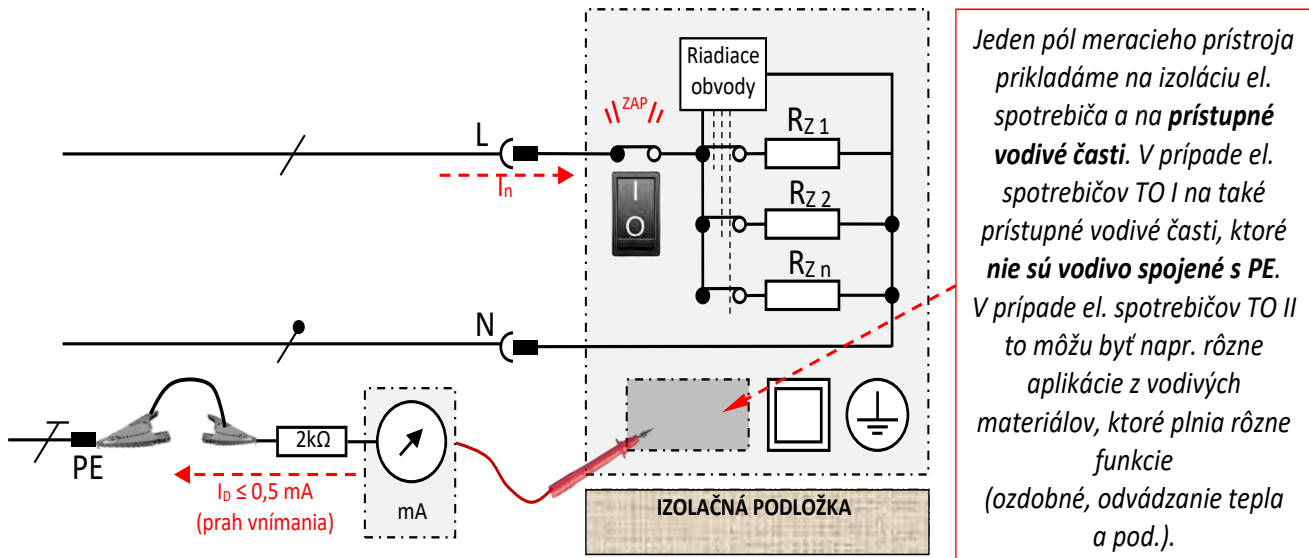 Riadiace
obvody
ZAP
L
In
RZ 1
RZ 2
RZ n
I
O
N
PE
2kΩ
mA
ID ≤ 0,5 mA
(prah vnímania)
IZOLAČNÁ PODLOŽKA
Jeden pól meracieho prístroja
prikladáme na izoláciu el.
spotrebiča a na prístupné
vodivé časti. V prípade el.
spotrebičov TO I na také
prístupné vodivé časti, ktoré
nie sú vodivo spojené s PE.
V prípade el. spotrebičov TO II
to môžu byť napr. rôzne
aplikácie z vodivých
materiálov, ktoré plnia rôzne
funkcie
(ozdobné, odvádzanie tepla
a pod.).